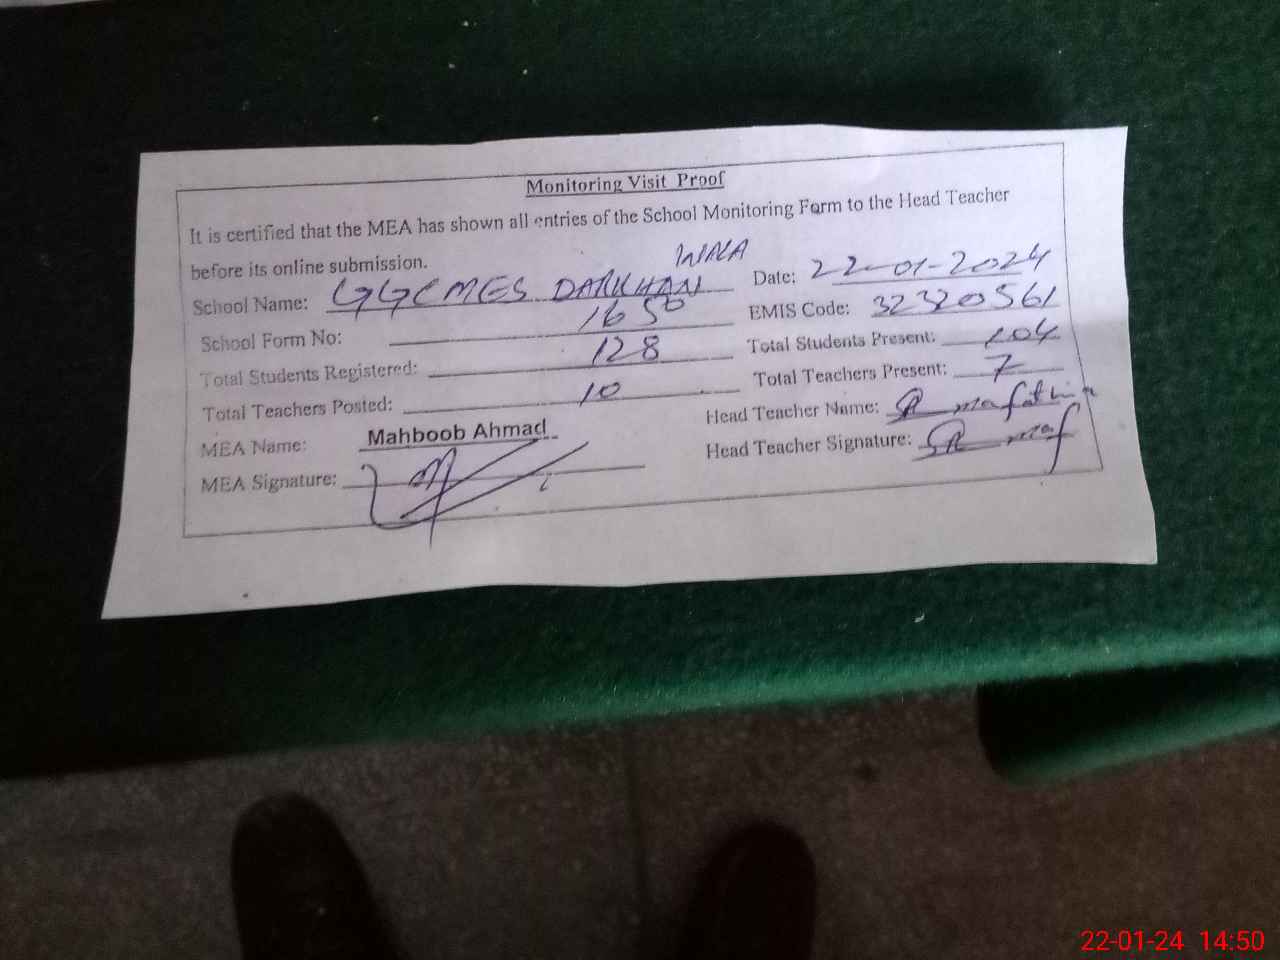 Monitoring Visit Proof
It is certified that the MEA has shown all entries of the School Monitoring Form to the Head Teacher
before its online submission.
WALA
School Name: GGCMES DARKHAN Date: 22-01-2024
School Form No: 1650 EMIS Code: 32320561
Total Students Registered: 128 Total Students Present: 104
Total Teachers Posted: 10 Total Teachers Present: 7
MEA Name: Mahboob Ahmad Head Teacher Name:
MEA Signature: Head Teacher Signature:
22-01-24 14:50